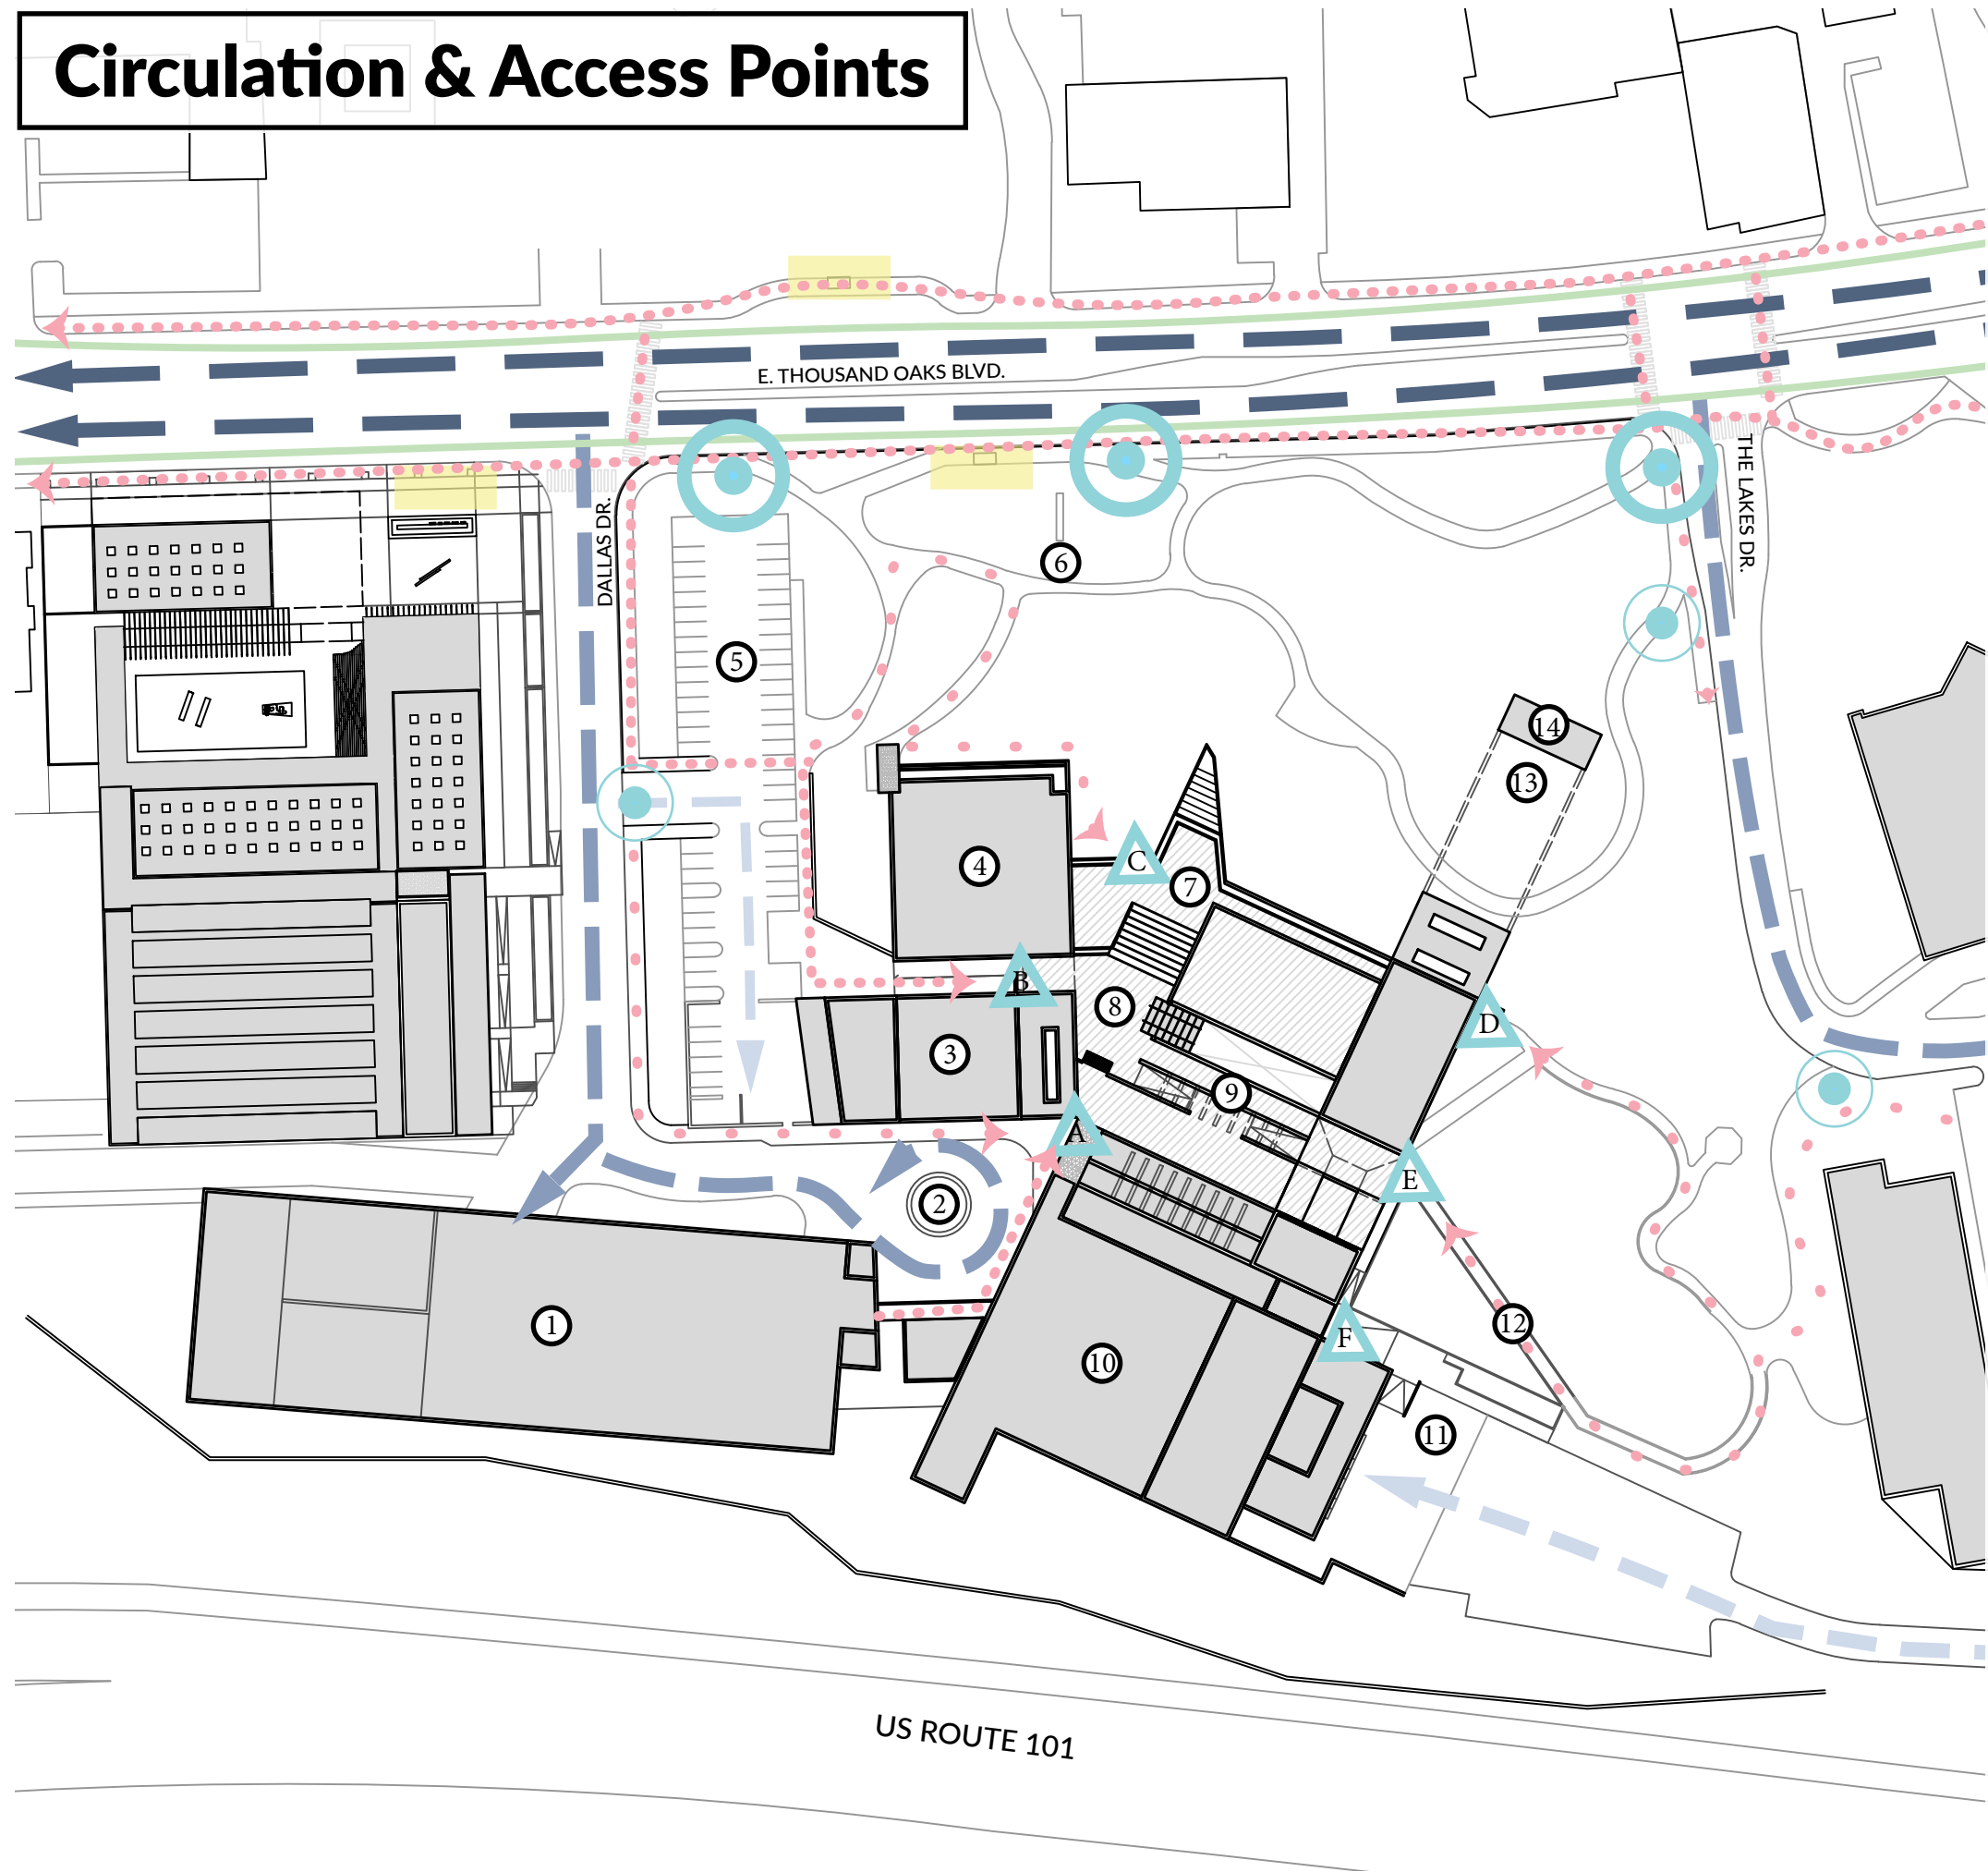 Circulation & Access Points
E. THOUSAND OAKS BLVD.
DALLAS DR.
THE LAKES DR.
6
5
14
13
4
C
7
B
8
D
3
9
A
E
2
1
12
F
10
11
US ROUTE 101